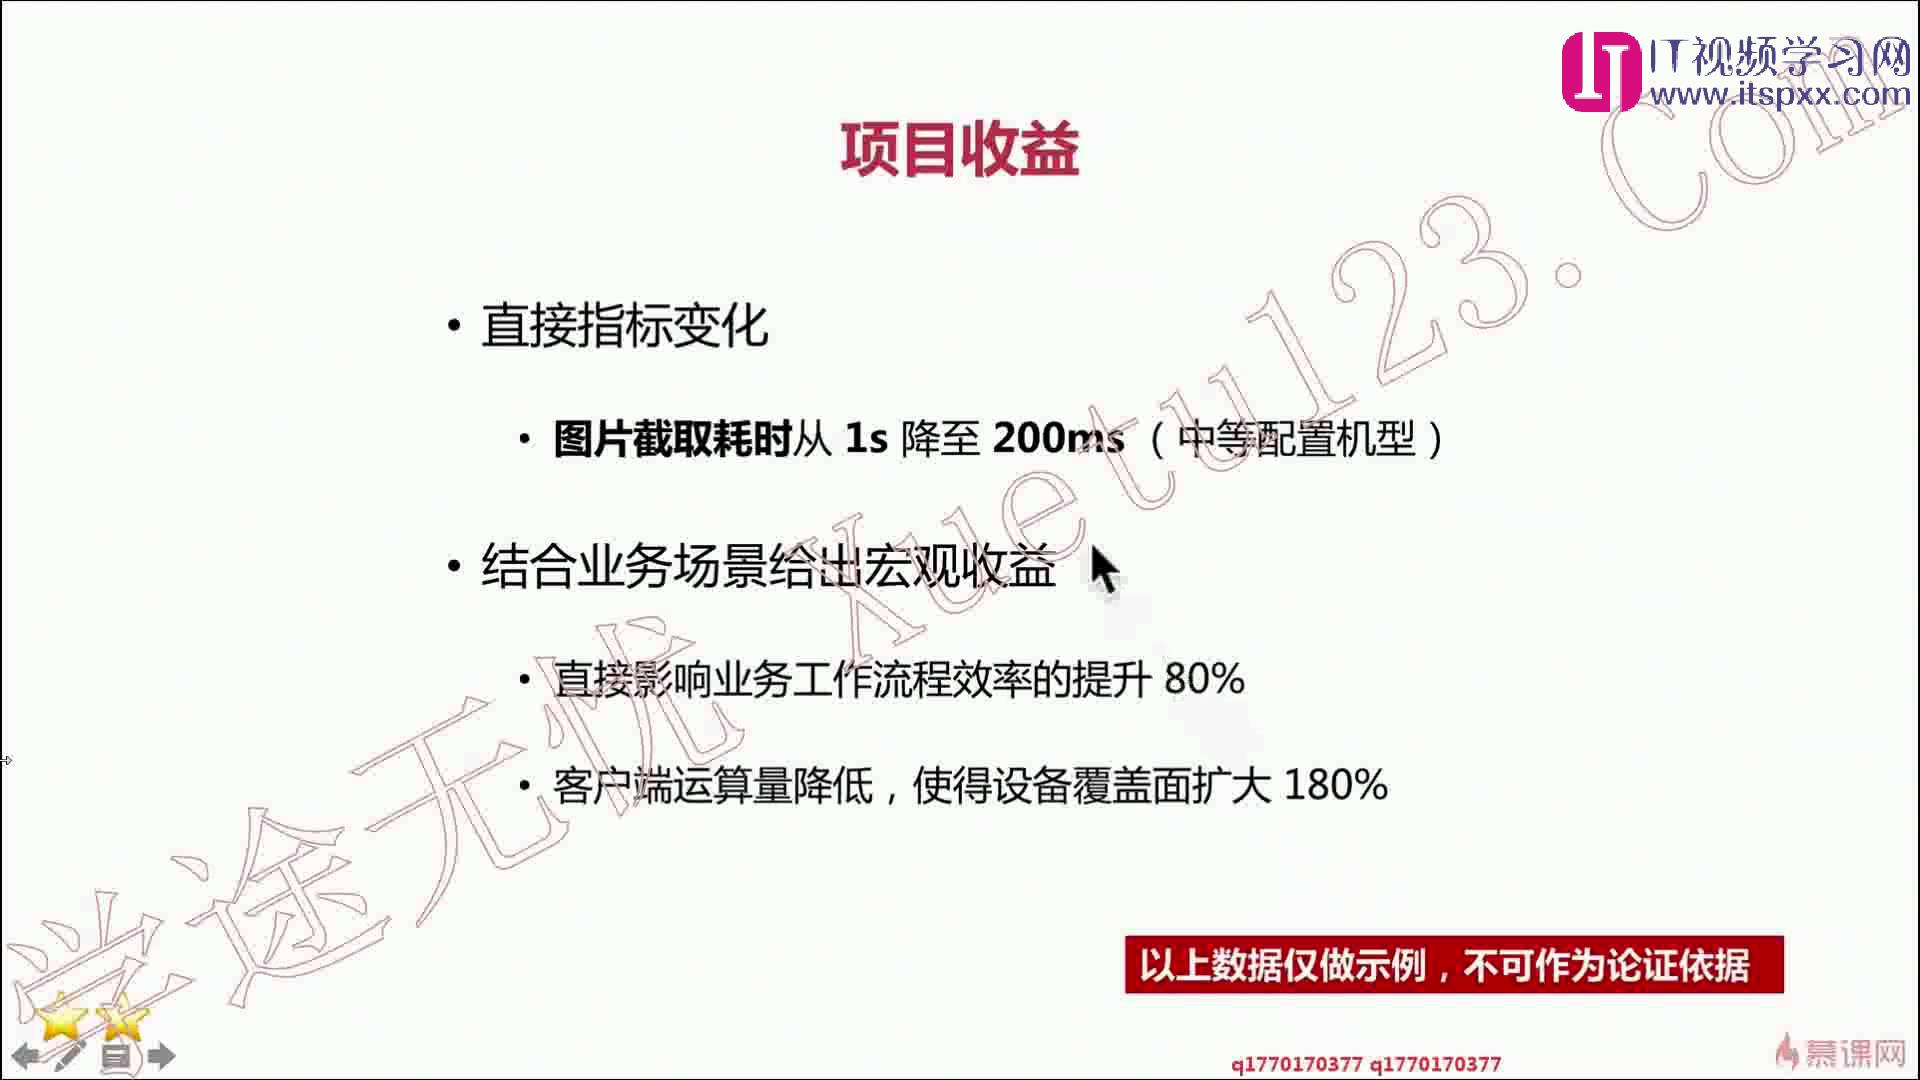 IT视频学习网
www.itspxx.com
项目收益
• 直接指标变化
• 图片截取耗时从 1s 降至 200ms（中等配置机型）
• 结合业务场景给出宏观收益
• 直接影响业务工作流程效率的提升 80%
• 客户端运算量降低，使得设备覆盖面扩大 180%
学途无忧 Xuetu123.Com
以上数据仅做示例，不可作为论证依据
q1770170377 q1770170377
慕课网